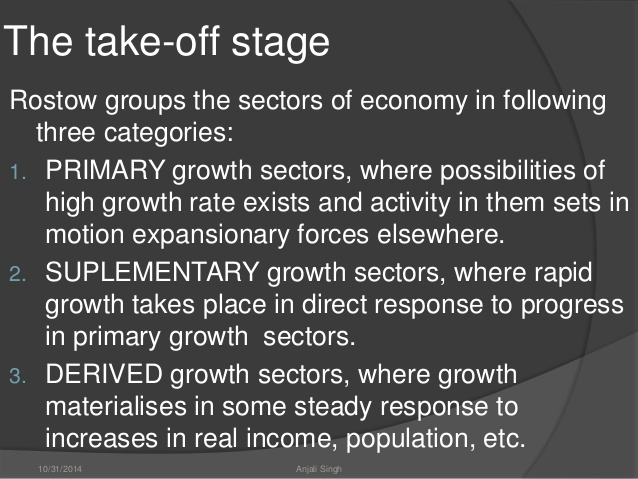 The take-off stage
Rostow groups the sectors of economy in following
three categories:
1. PRIMARY growth sectors, where possibilities of
high growth rate exists and activity in them sets in
motion expansionary forces elsewhere.
2. SUPLEMENTARY growth sectors, where rapid
growth takes place in direct response to progress
in primary growth sectors.
3. DERIVED growth sectors, where growth
materialises in some steady response to
increases in real income, population, etc.
10/31/2014 Anjali Singh